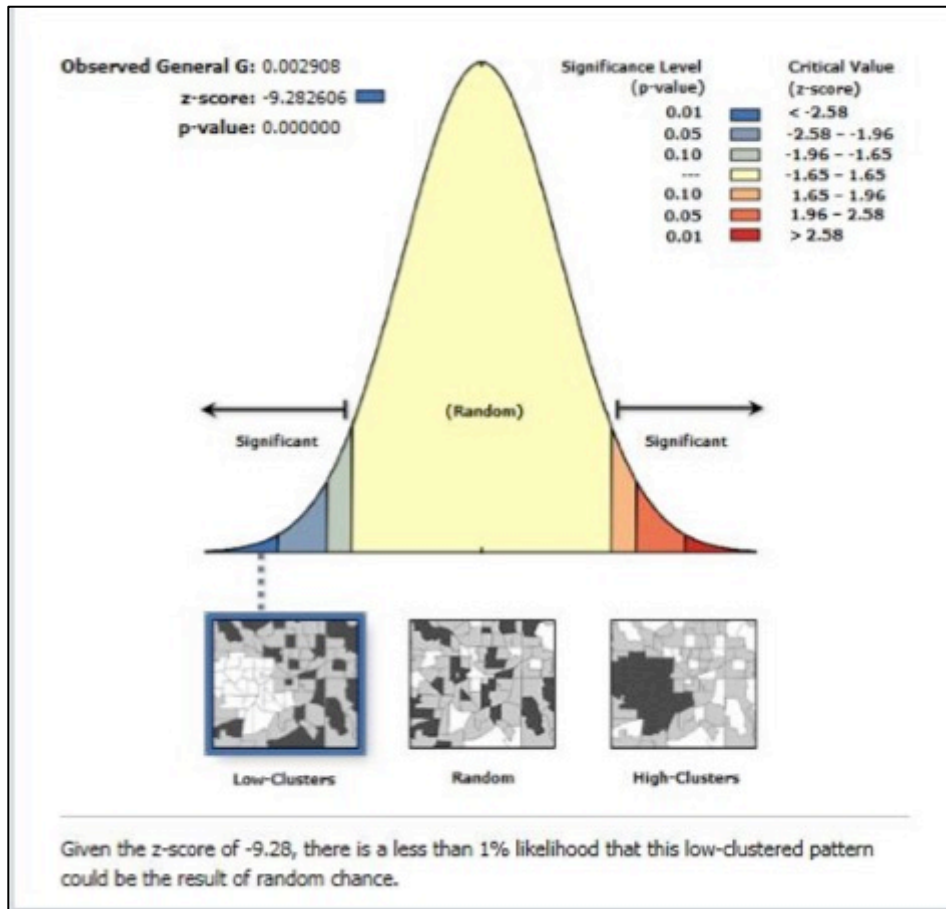 Observed General G: 0.002908
z-score: -9.282606
p-value: 0.000000
Significance Level Critical Value
(p-value) (z-score)
0.01 < -2.58
0.05 -2.58 – -1.96
0.10 -1.96 – -1.65
--- -1.65 – 1.65
0.10 1.65 – 1.96
0.05 1.96 – 2.58
0.01 > 2.58
(Random)
Significant Significant
Low-Clusters Random High-Clusters
Given the z-score of -9.28, there is a less than 1% likelihood that this low-clustered pattern
could be the result of random chance.